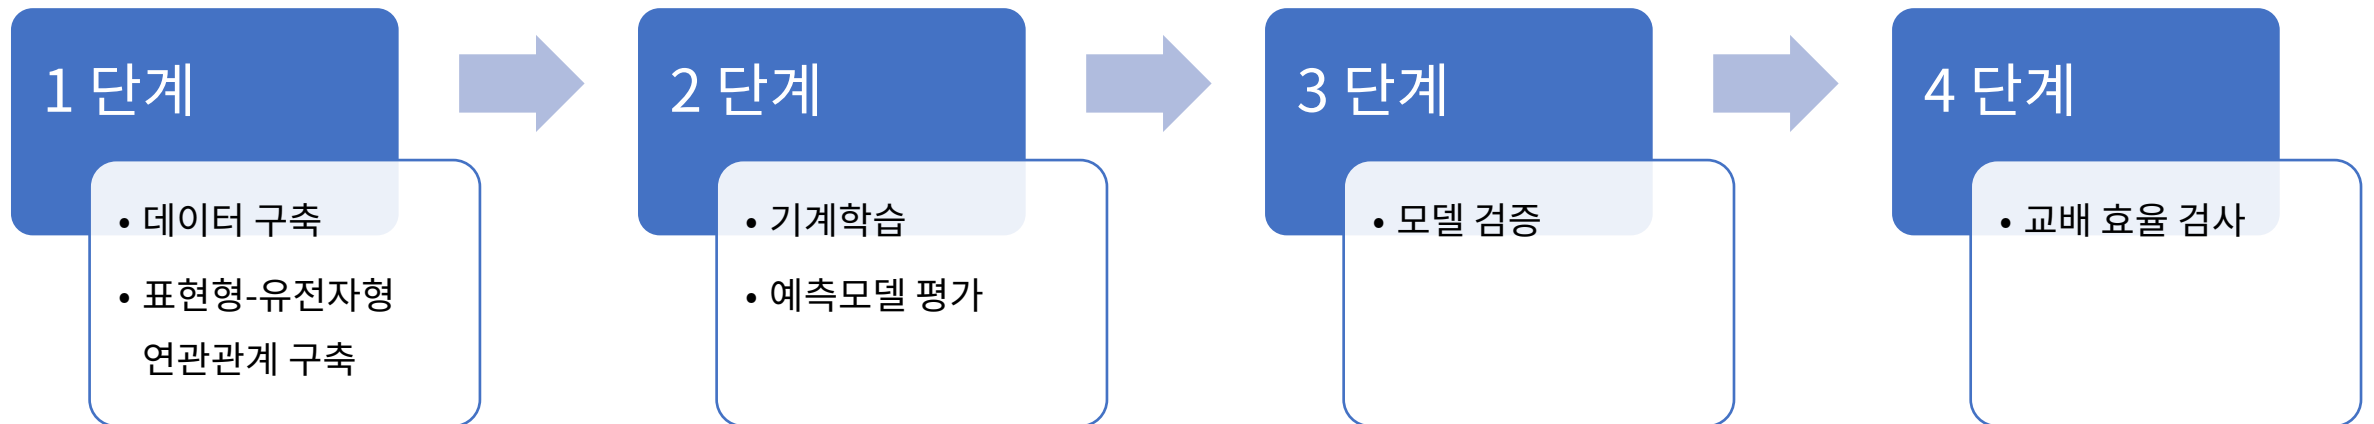 1 단계
• 데이터 구축
• 표현형-유전자형
연관관계 구축
2 단계
• 기계학습
• 예측모델 평가
3 단계
• 모델 검증
4 단계
• 교배 효율 검사